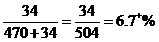 34/(470+34) = 34/504 = 6.7⁺%